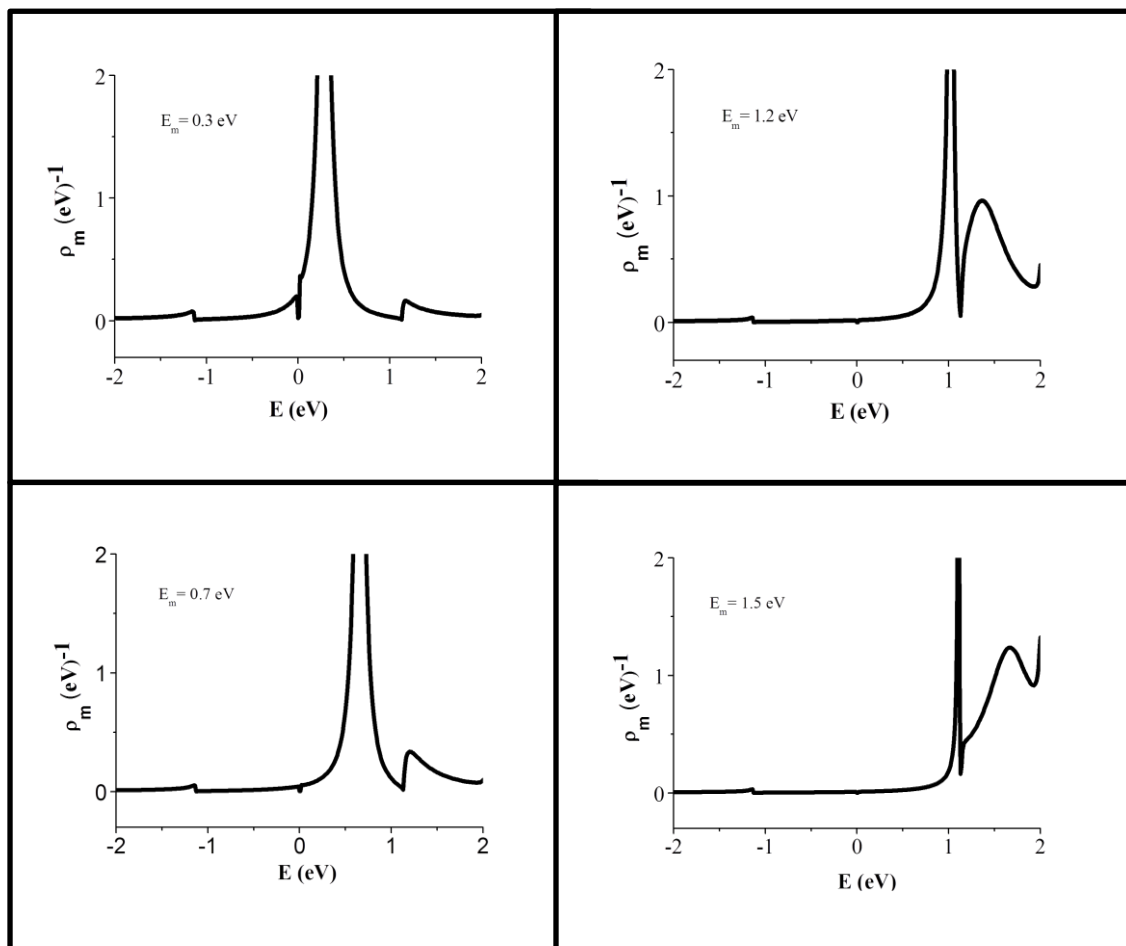 2
E_m= 0.3 eV
1
ρ_m (eV)-1
0
-2 -1 0 1 2
E (eV)
2
E_m= 1.2 eV
1
ρ_m (eV)-1
0
-2 -1 0 1 2
E (eV)
2
E_m= 0.7 eV
1
ρ_m (eV)-1
0
-2 -1 0 1 2
E (eV)
2
E_m= 1.5 eV
1
ρ_m (eV)-1
0
-2 -1 0 1 2
E (eV)